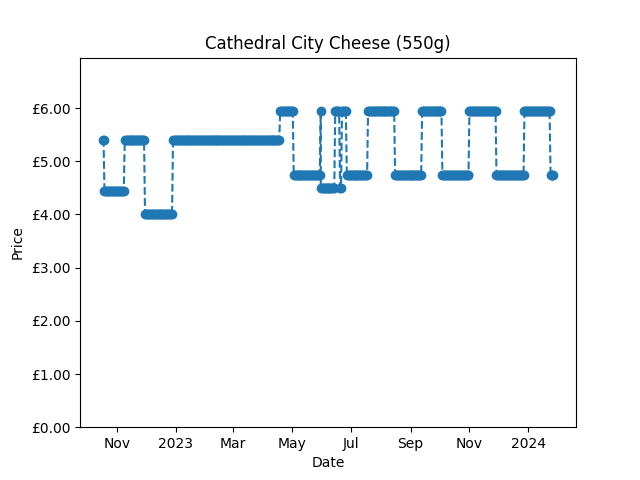 Cathedral City Cheese (550g)
£6.00
£5.00
£4.00
£3.00
£2.00
£1.00
£0.00
Price
Nov 2023 Mar May Jul Sep Nov 2024
Date